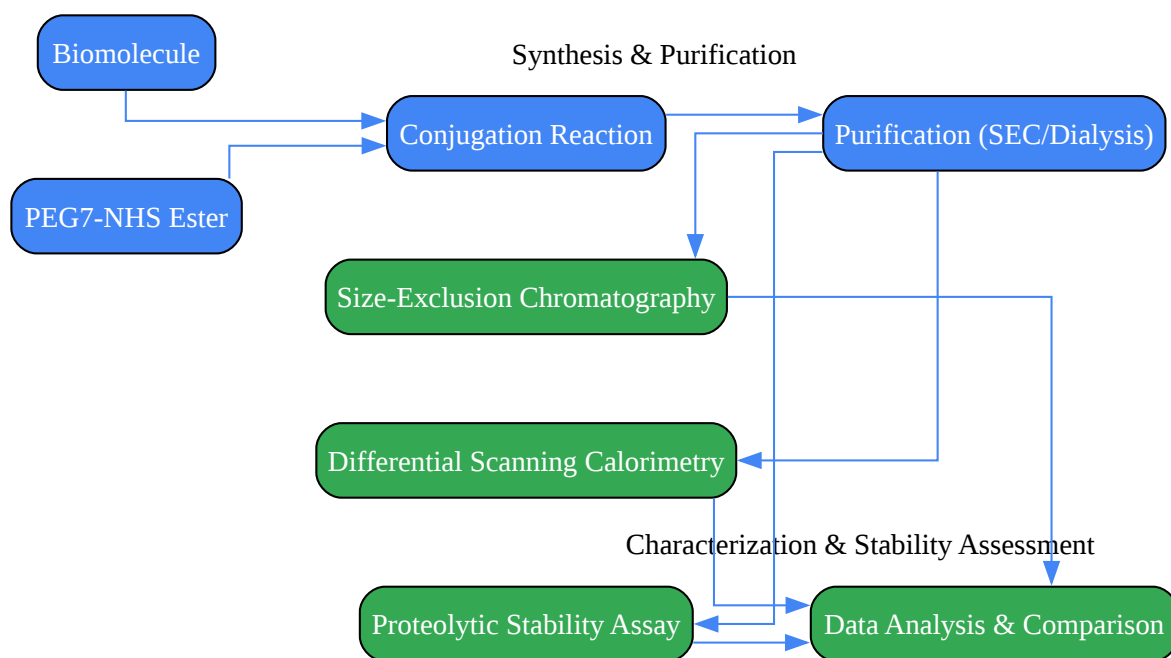 Biomolecule
Synthesis & Purification
Conjugation Reaction
Purification (SEC/Dialysis)
PEG7-NHS Ester
Size-Exclusion Chromatography
Differential Scanning Calorimetry
Characterization & Stability Assessment
Proteolytic Stability Assay
Data Analysis & Comparison